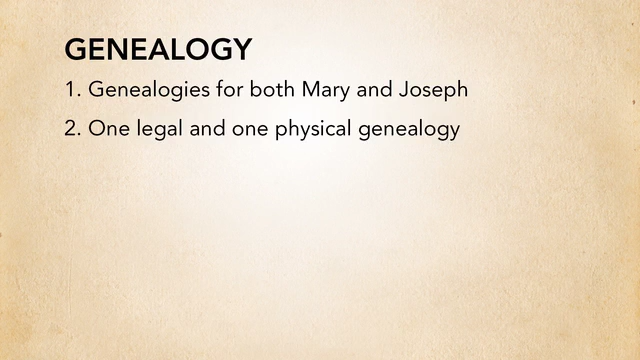 GENEALOGY
1. Genealogies for both Mary and Joseph
2. One legal and one physical genealogy